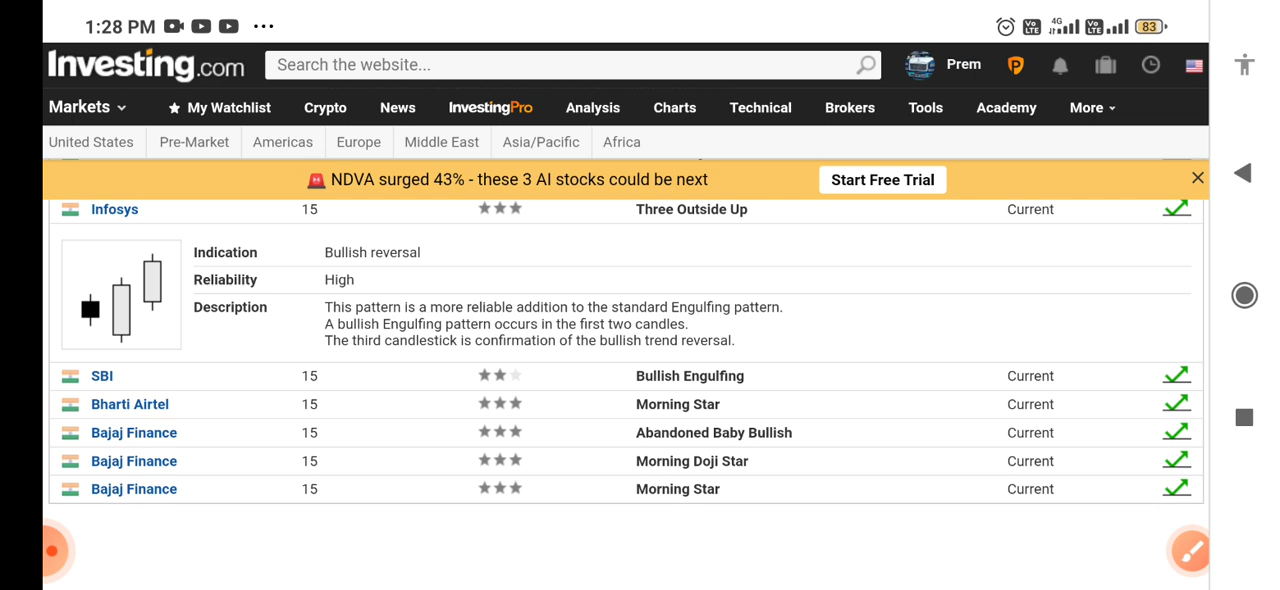 1:28 PM ... Vo LTE 4G Vo LTE 83
Investing.com Search the website... Prem P
Markets My Watchlist Crypto News InvestingPro Analysis Charts Technical Brokers Tools Academy More
United States Pre-Market Americas Europe Middle East Asia/Pacific Africa
NDVA surged 43% - these 3 AI stocks could be next Start Free Trial
Infosys 15 Three Outside Up Current
Indication Bullish reversal
Reliability High
Description This pattern is a more reliable addition to the standard Engulfing pattern.
A bullish Engulfing pattern occurs in the first two candles.
The third candlestick is confirmation of the bullish trend reversal.
SBI 15 Bullish Engulfing Current
Bharti Airtel 15 Morning Star Current
Bajaj Finance 15 Abandoned Baby Bullish Current
Bajaj Finance 15 Morning Doji Star Current
Bajaj Finance 15 Morning Star Current